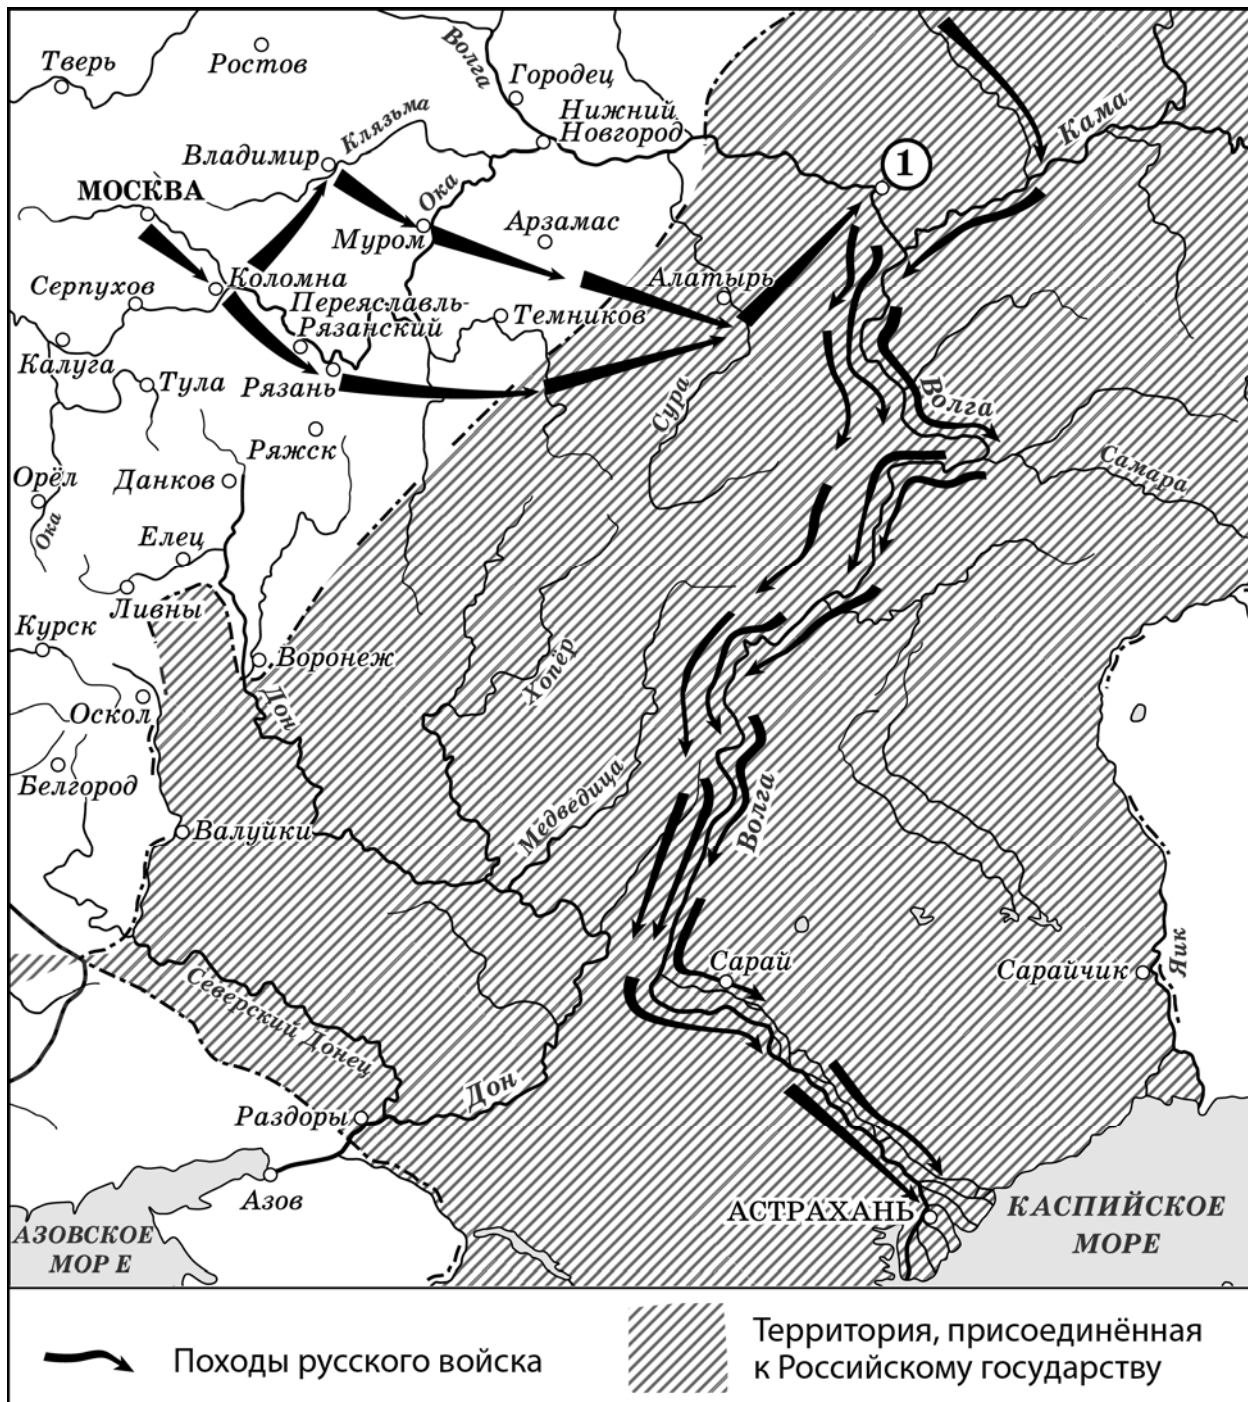 Тверь
Ростов
Волга
Городец
Нижний
Новгород
Кама
Клязьма
Владимир
1
МОСКВА
Ока
Муром
Арзамас
Коломна
Серпухов
Переяславль-
Рязанский
Алатырь
Темников
Калуга
Тула
Рязань
Сура
Волга
Ряжск
Орёл
Данков
Самара
Ока
Елец
Ливны
Курск
Воронеж
Хопёр
Дон
Оскол
Белгород
Медведица
Волга
Валуйки
Сарай
Сарайчик
Яик
Северский Донец
Дон
Раздоры
Азов
АСТРАХАНЬ
КАСПИЙСКОЕ
МОРЕ
АЗОВСКОЕ
МОРЕ
Походы русского войска
Территория, присоединённая
к Российскому государству